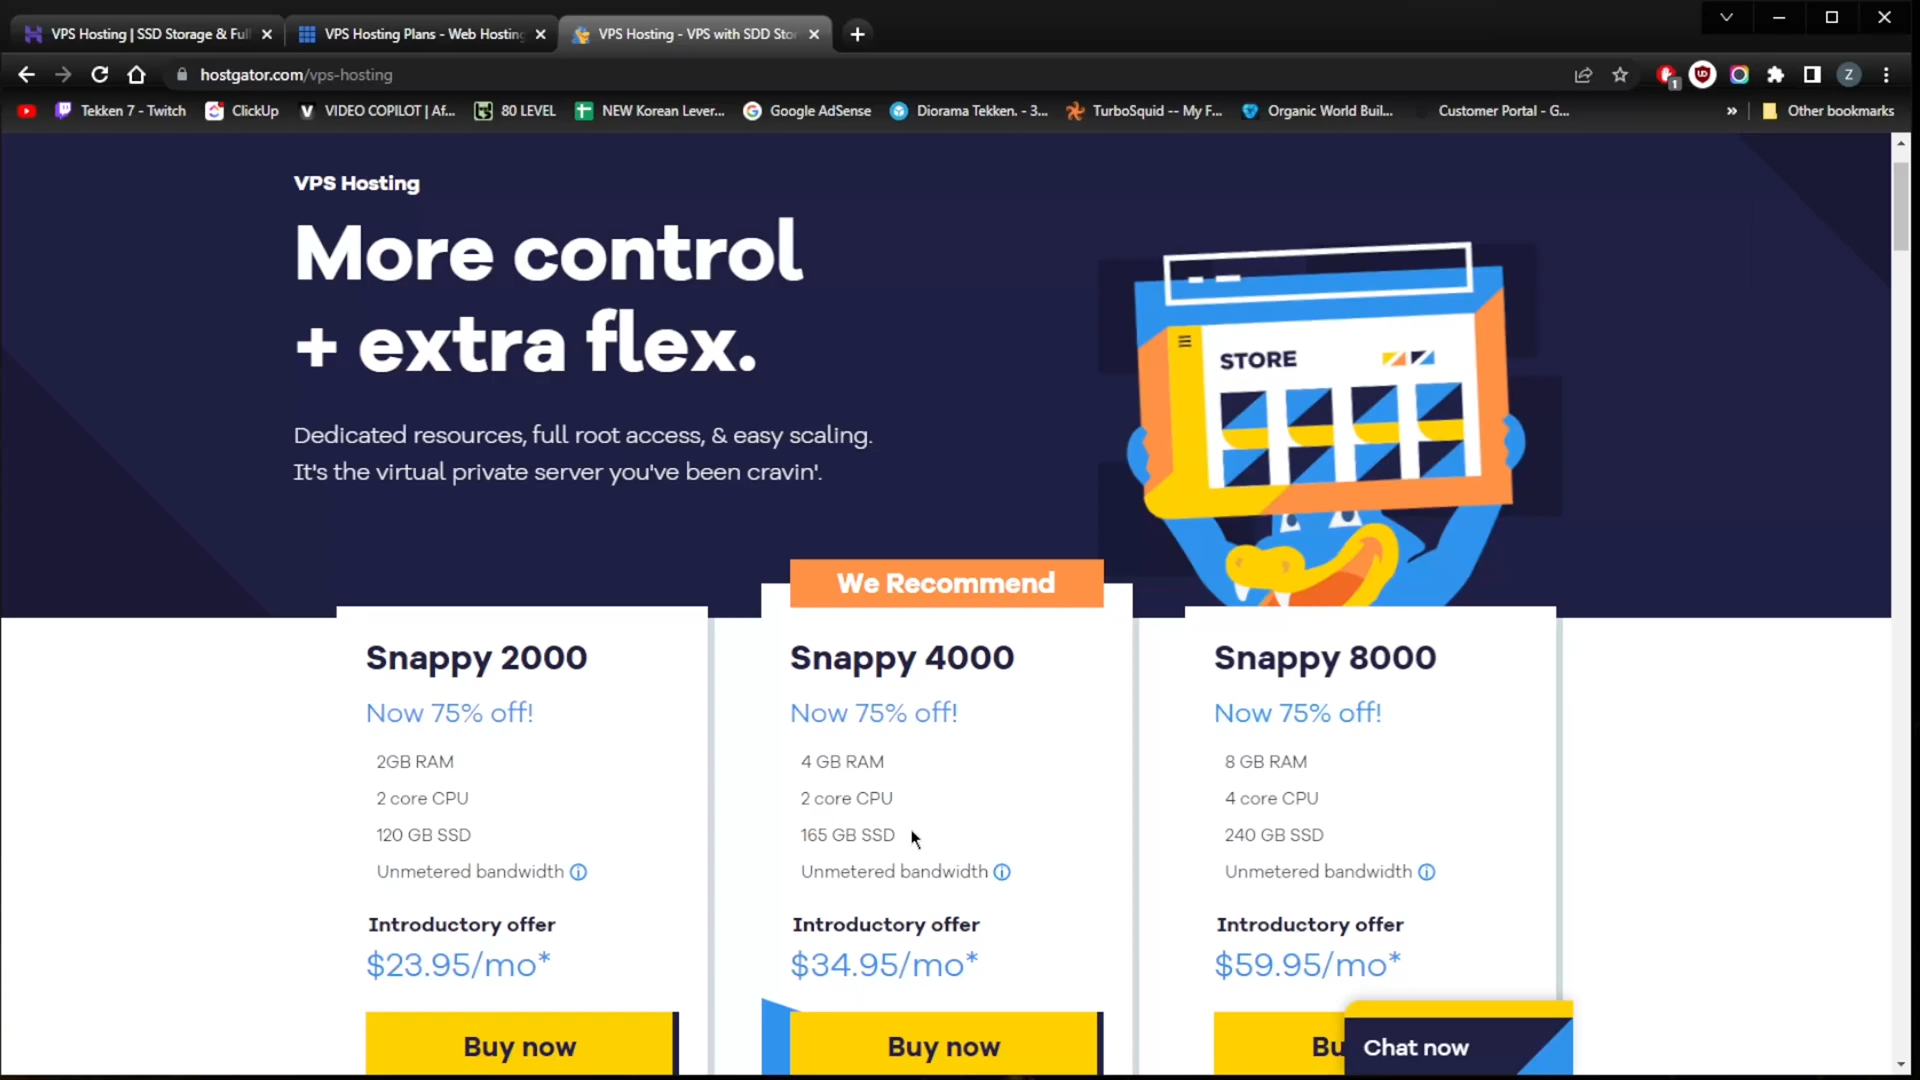 VPS Hosting | SSD Storage & Full
VPS Hosting Plans - Web Hosting
VPS Hosting - VPS with SDD Stor
hostgator.com/vps-hosting
1
Z
Tekken 7 - Twitch
ClickUp
VIDEO COPILOT | Af...
80 LEVEL
NEW Korean Lever...
Google AdSense
Diorama Tekken. - 3...
TurboSquid -- My F...
Organic World Buil...
Customer Portal - G...
»
Other bookmarks
VPS Hosting
More control
+ extra flex.
Dedicated resources, full root access, & easy scaling.
It's the virtual private server you've been cravin'.
STORE
We Recommend
Snappy 2000
Now 75% off!
2GB RAM
2 core CPU
120 GB SSD
Unmetered bandwidth
Introductory offer
$23.95/mo*
Buy now
Snappy 4000
Now 75% off!
4 GB RAM
2 core CPU
165 GB SSD
Unmetered bandwidth
Introductory offer
$34.95/mo*
Buy now
Snappy 8000
Now 75% off!
8 GB RAM
4 core CPU
240 GB SSD
Unmetered bandwidth
Introductory offer
$59.95/mo*
Bu
Chat now